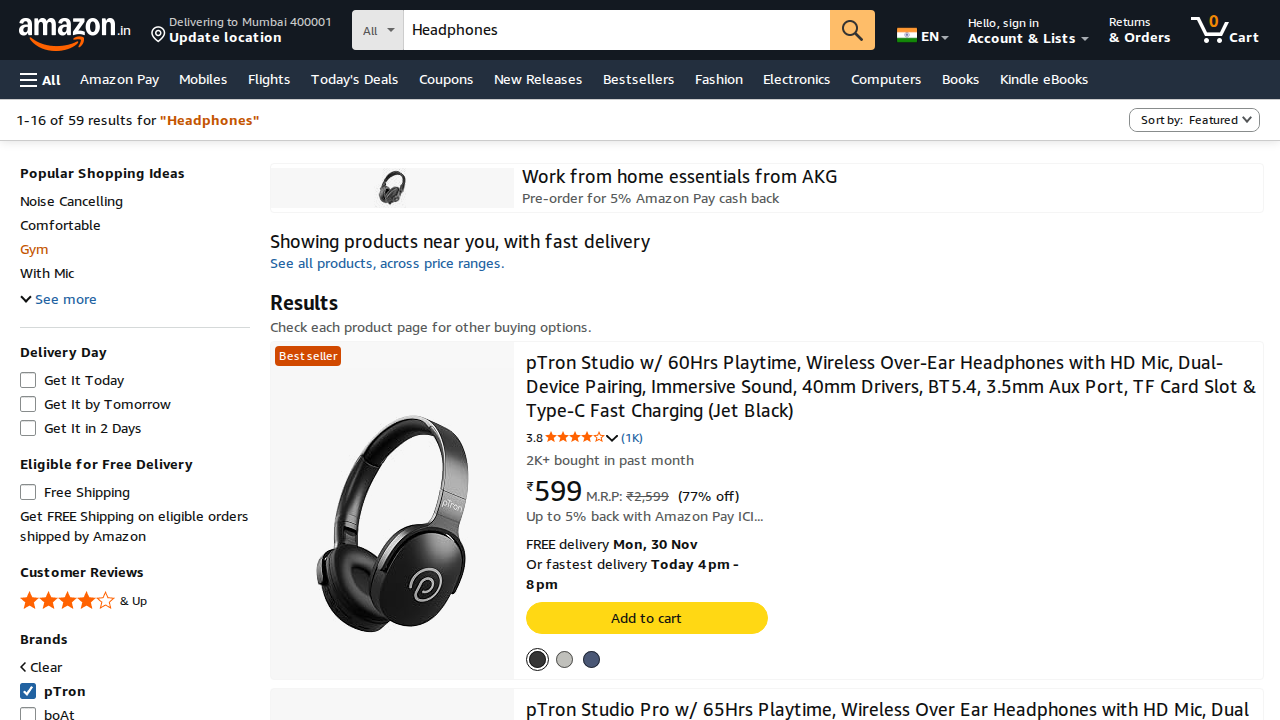 amazon.in
Delivering to Mumbai 400001
Update location
All
Headphones
EN
Hello, sign in
Account & Lists
Returns
& Orders
0
Cart
All
Amazon Pay
Mobiles
Flights
Today's Deals
Coupons
New Releases
Bestsellers
Fashion
Electronics
Computers
Books
Kindle eBooks
1-16 of 59 results for "Headphones"
Sort by: Featured
Popular Shopping Ideas
Noise Cancelling
Comfortable
Gym
With Mic
See more
Delivery Day
Get It Today
Get It by Tomorrow
Get It in 2 Days
Eligible for Free Delivery
Free Shipping
Get FREE Shipping on eligible orders
shipped by Amazon
Customer Reviews
& Up
Brands
Clear
pTron
boAt
Work from home essentials from AKG
Pre-order for 5% Amazon Pay cash back
Showing products near you, with fast delivery
See all products, across price ranges.
Results
Check each product page for other buying options.
Best seller
pTron
pTron Studio w/ 60Hrs Playtime, Wireless Over-Ear Headphones with HD Mic, Dual-
Device Pairing, Immersive Sound, 40mm Drivers, BT5.4, 3.5mm Aux Port, TF Card Slot &
Type-C Fast Charging (Jet Black)
3.8 (1K)
2K+ bought in past month
₹599 M.R.P: ₹2,599 (77% off)
Up to 5% back with Amazon Pay ICI...
FREE delivery Mon, 30 Nov
Or fastest delivery Today 4 pm -
8 pm
Add to cart
pTron Studio Pro w/ 65Hrs Playtime, Wireless Over Ear Headphones with HD Mic, Dual